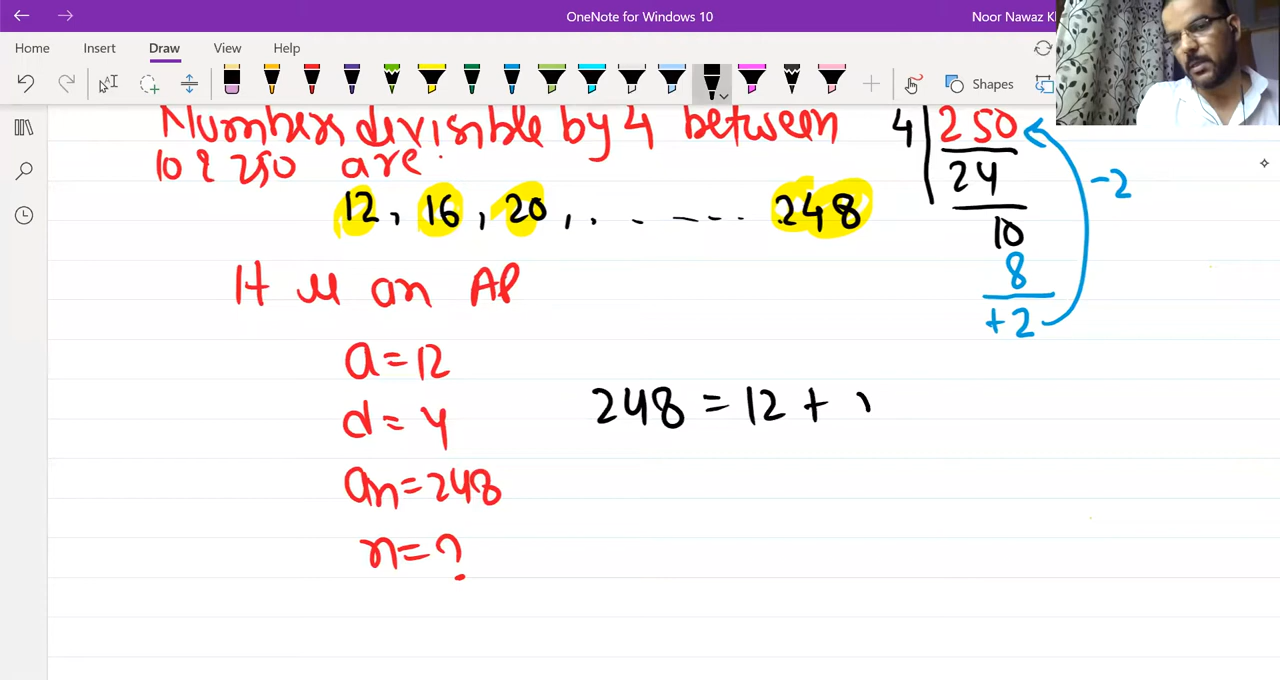 OneNote for Windows 10
Noor Nawaz Kh
Home Insert Draw View Help
Shapes
Numbers divisible by 4 between
10 & 250 are
12, 16, 20, . . . . . . . 248
It is an AP
a = 12
d = 4
an = 248
n = ?
248 = 12 +
4 250
24
10
8
+2
-2